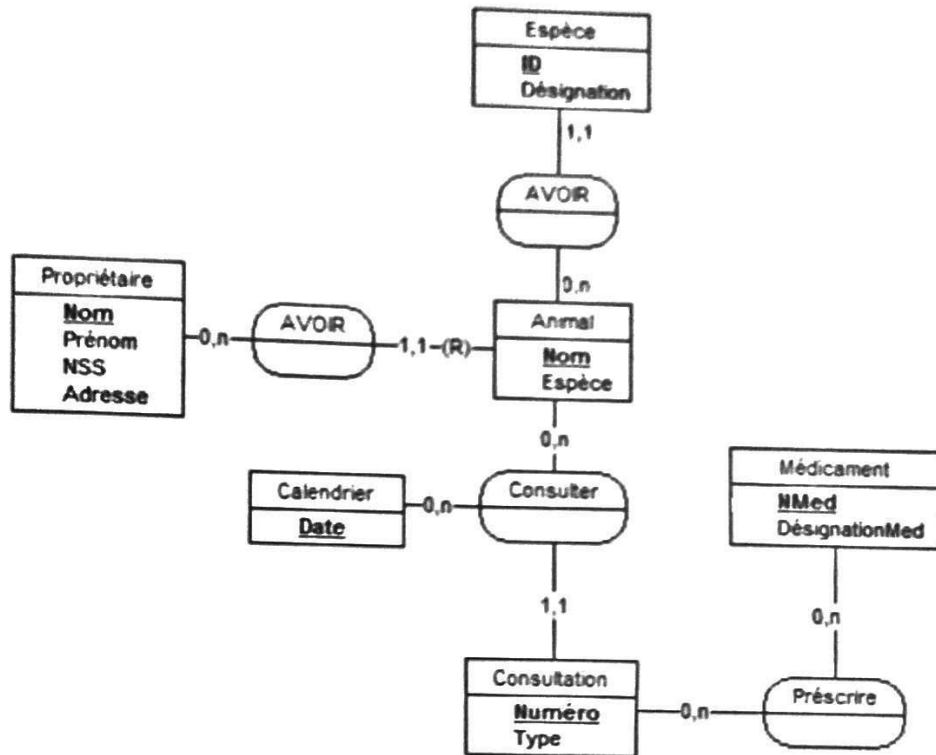 Espèce
ID
Désignation
1,1
AVOIR
0,n
Propriétaire
Nom
Prénom
NSS
Adresse
0,n
AVOIR
1,1-(R)
Animal
Nom
Espèce
0,n
Calendrier
Date
0,n
Consulter
Médicament
NMed
DésignationMed
1,1
0,n
Consultation
Numéro
Type
0,n
Préscrire